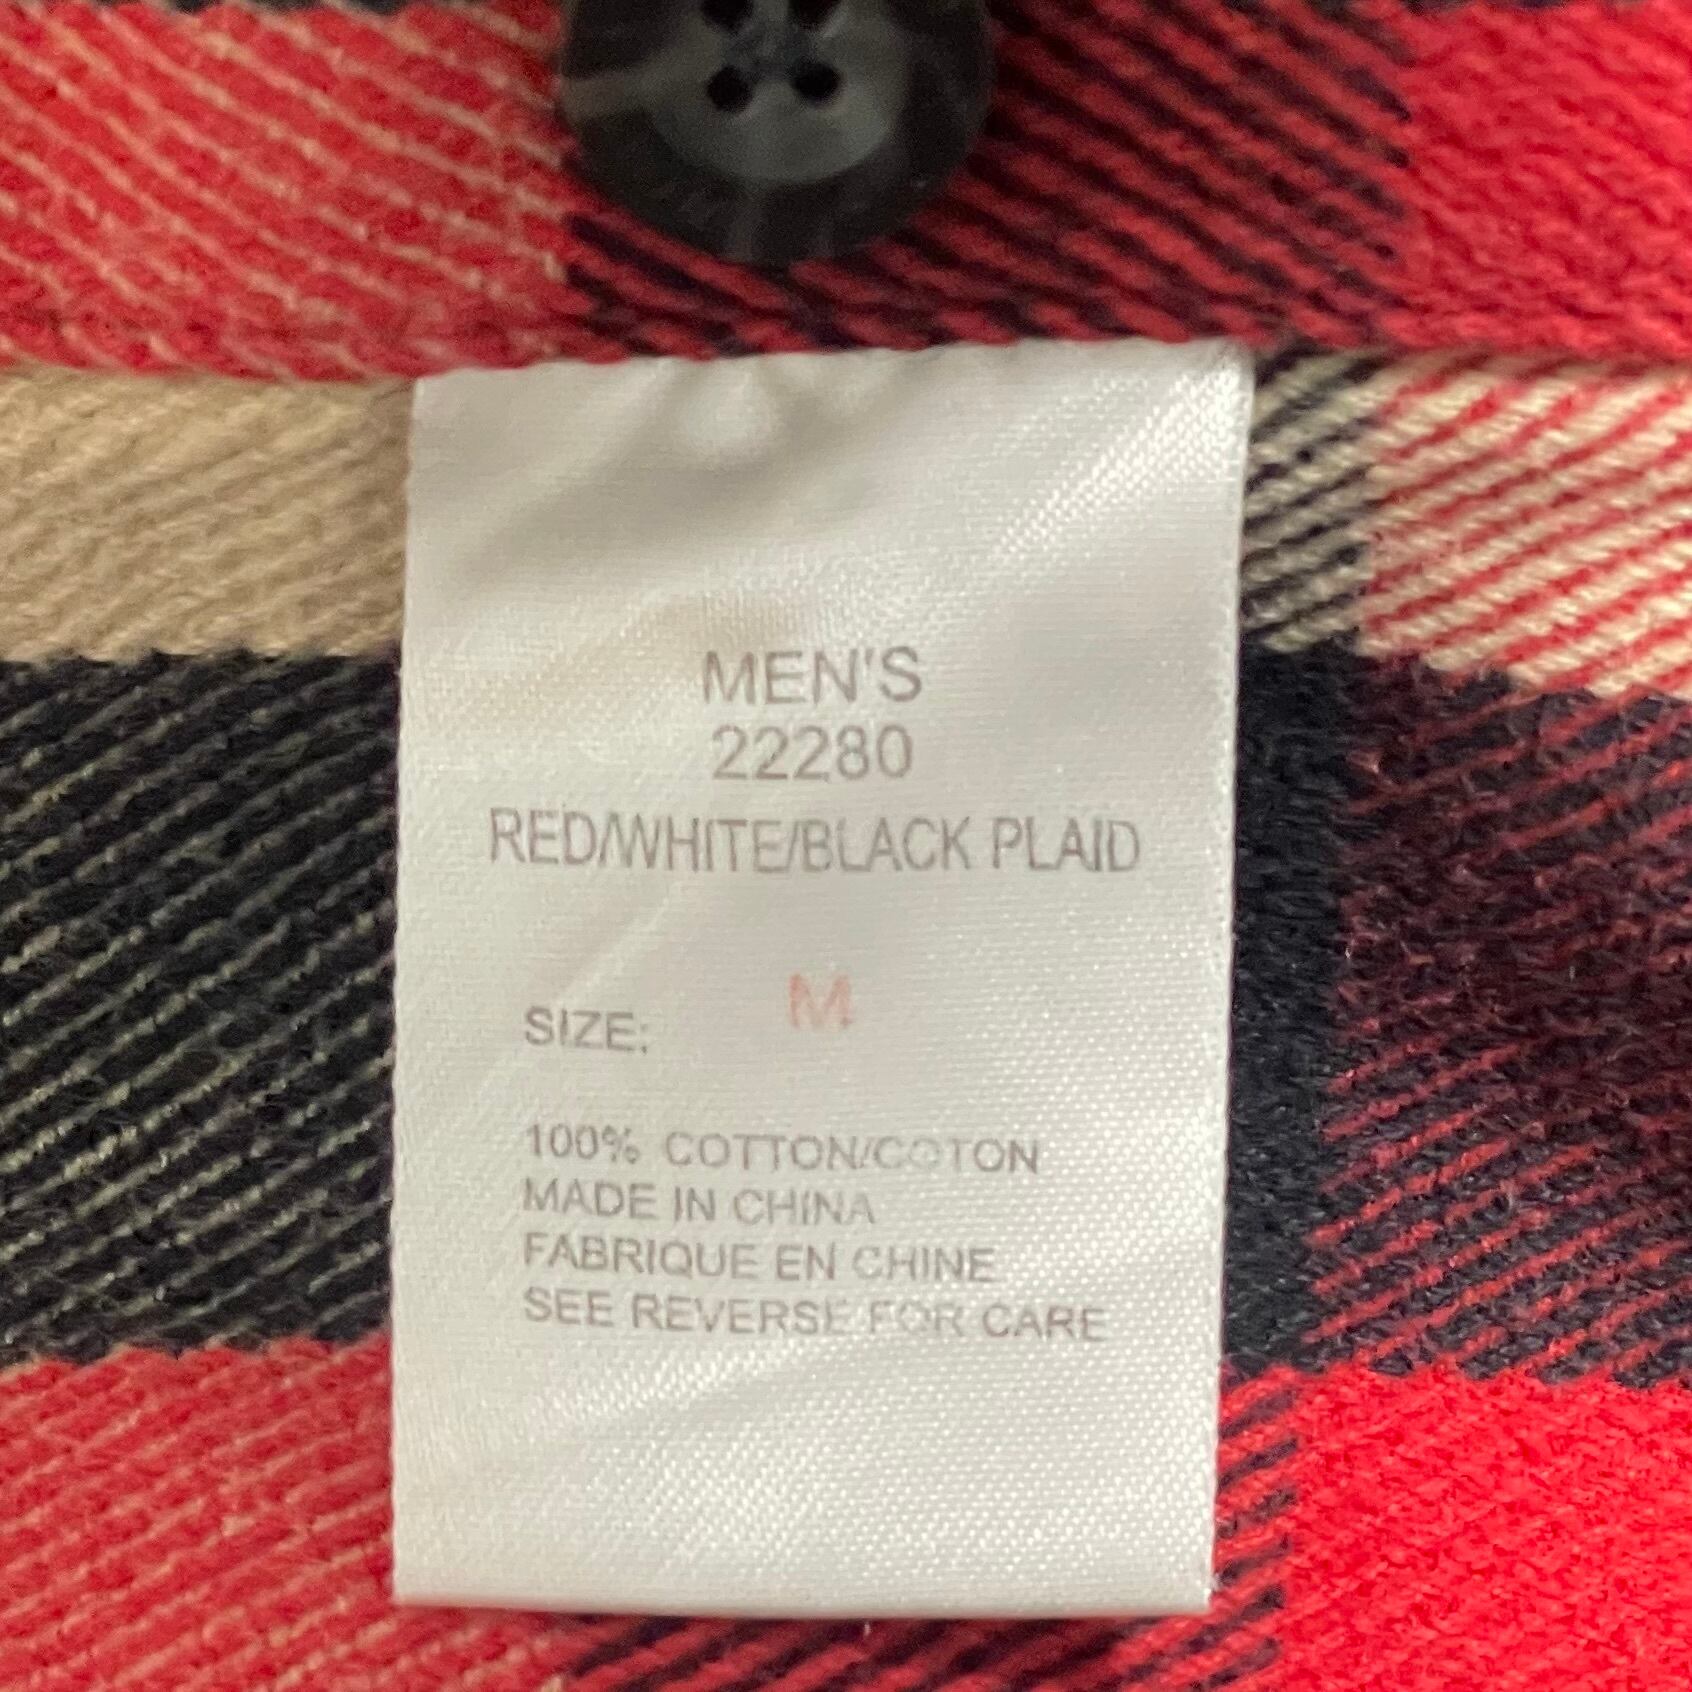 MEN'S
22280
RED/WHITE/BLACK PLAID
SIZE: M
100% COTTON/COTON
MADE IN CHINA
FABRIQUE EN CHINE
SEE REVERSE FOR CARE